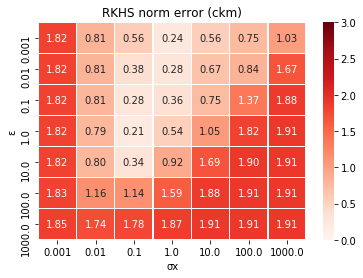 RKHS norm error (ckm)
3.0
2.5
2.0
1.5
1.0
0.5
0.0
ε
0.001 1.82 0.81 0.56 0.24 0.56 0.75 1.03
0.01 1.82 0.81 0.38 0.28 0.67 0.84 1.67
0.1 1.82 0.81 0.28 0.36 0.75 1.37 1.88
1.0 1.82 0.79 0.21 0.54 1.05 1.82 1.91
10.0 1.82 0.80 0.34 0.92 1.69 1.90 1.91
100.0 1.83 1.16 1.14 1.59 1.88 1.91 1.91
1000.0 1.85 1.74 1.78 1.87 1.91 1.91 1.91
0.001 0.01 0.1 1.0 10.0 100.0 1000.0
σx